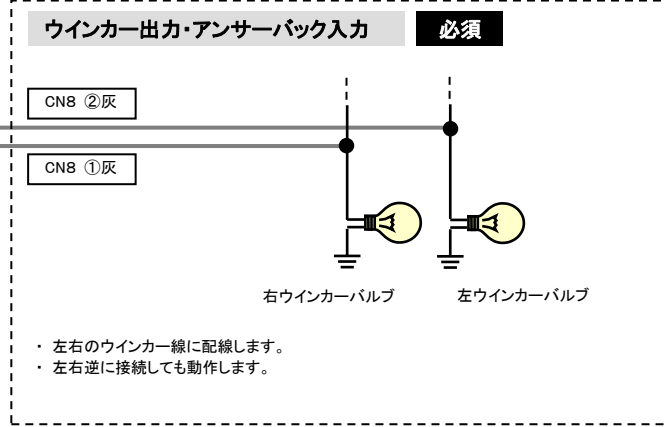 ウインカー出力・アンサーバック入力 必須
CN8 ②灰
CN8 ①灰
右ウインカーバルブ 左ウインカーバルブ
・ 左右のウインカー線に配線します。
・ 左右逆に接続しても動作します。